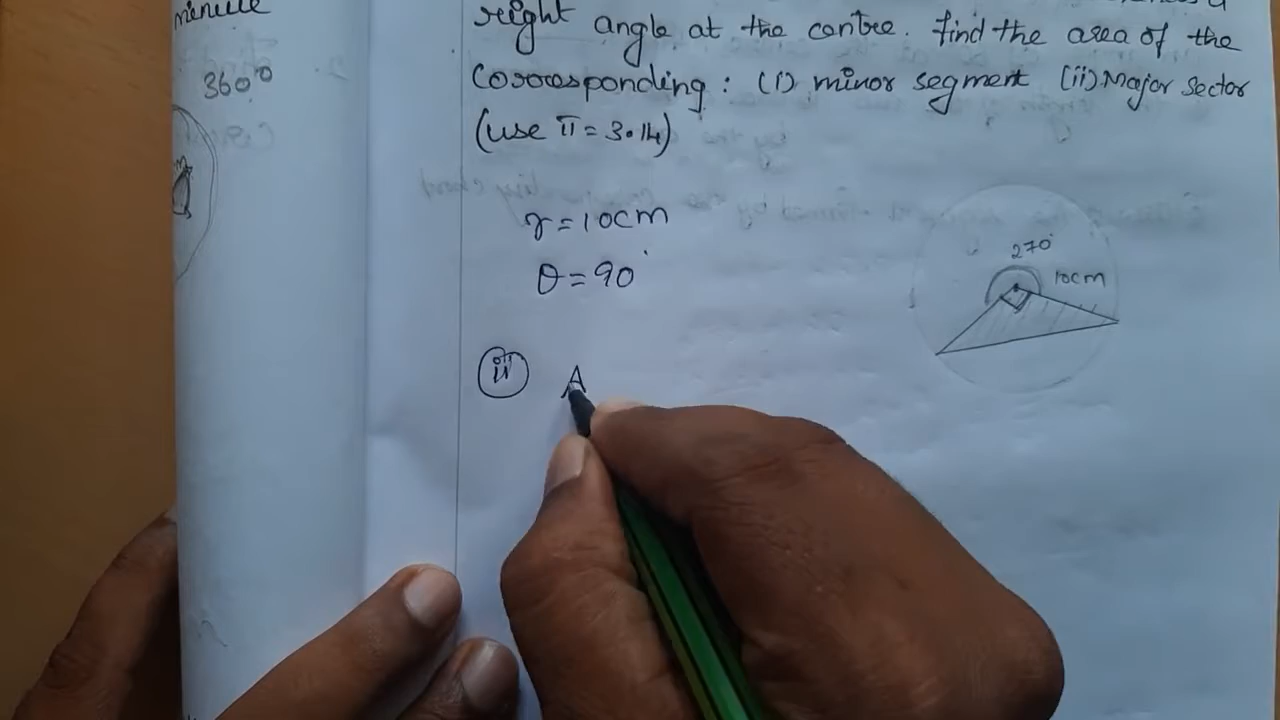 minute
360°
right angle at the centre. find the area of the
Corresponding : (i) minor segment (ii) Major sector
(use π = 3.14)
r = 10cm
θ = 90°
270°
10cm
(ii) A